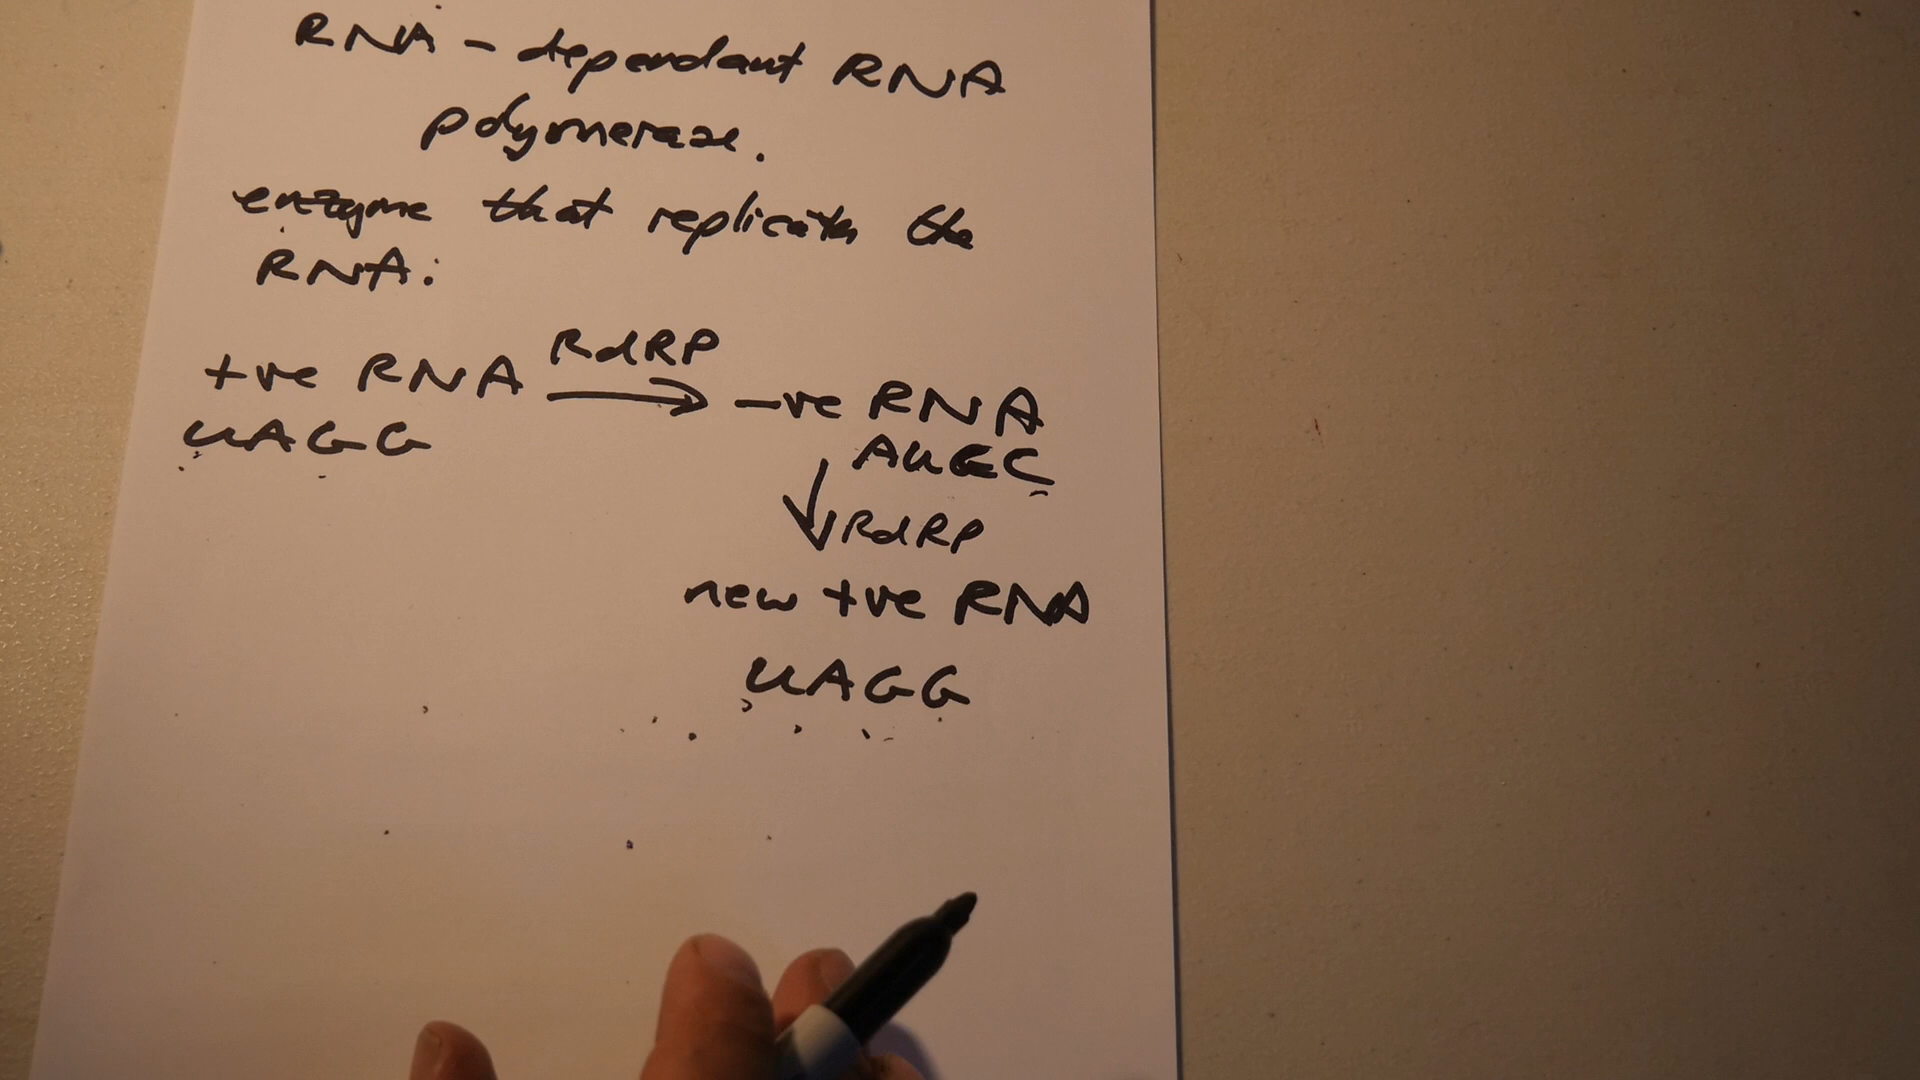 RNA - dependant RNA
polymerase.
enzyme that replicates the
RNA.
+ve RNA RdRP -ve RNA
UAGG AUCC
RdRP
new +ve RNA
UAGG